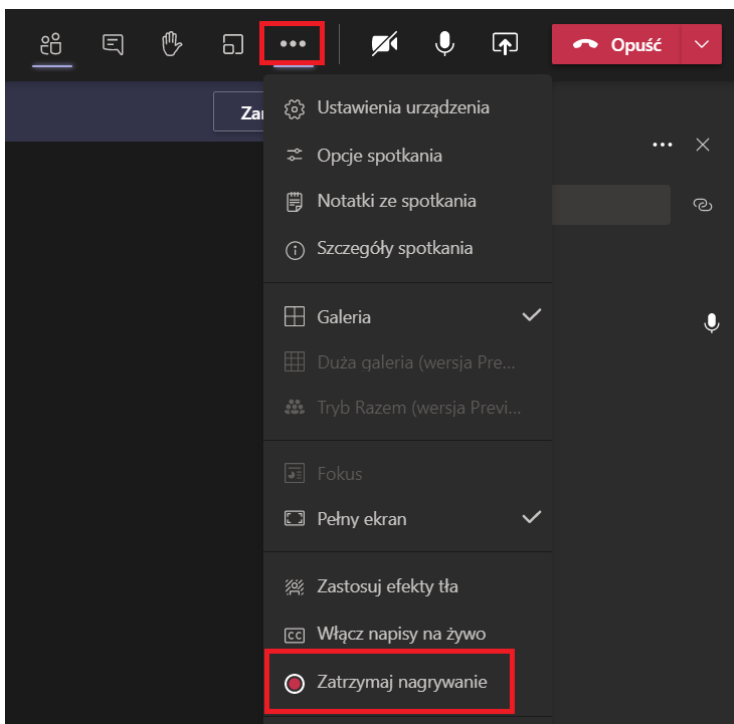 Opuść
Ustawienia urządzenia
Opcje spotkania
Notatki ze spotkania
Szczegóły spotkania
Galeria
Duża galeria (wersja Pre...
Tryb Razem (wersja Previ...
Fokus
Pełny ekran
Zastosuj efekty tła
CC Włącz napisy na żywo
Zatrzymaj nagrywanie